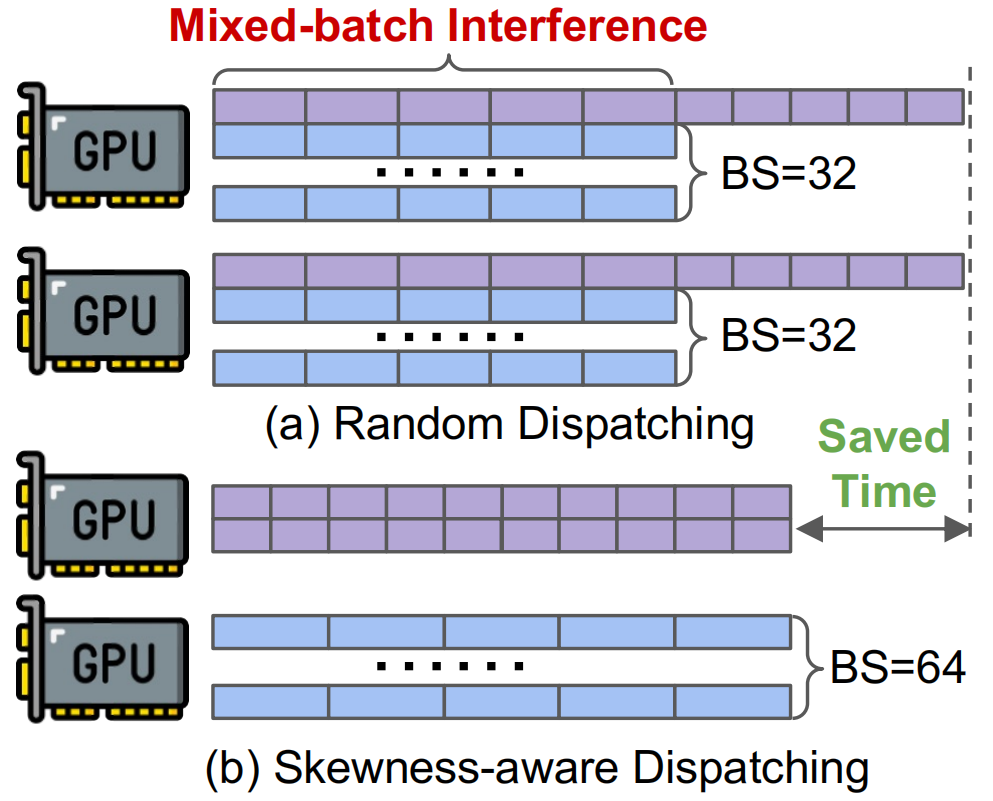 Mixed-batch Interference
GPU
BS=32
GPU
BS=32
(a) Random Dispatching
Saved
Time
GPU
GPU
BS=64
(b) Skewness-aware Dispatching